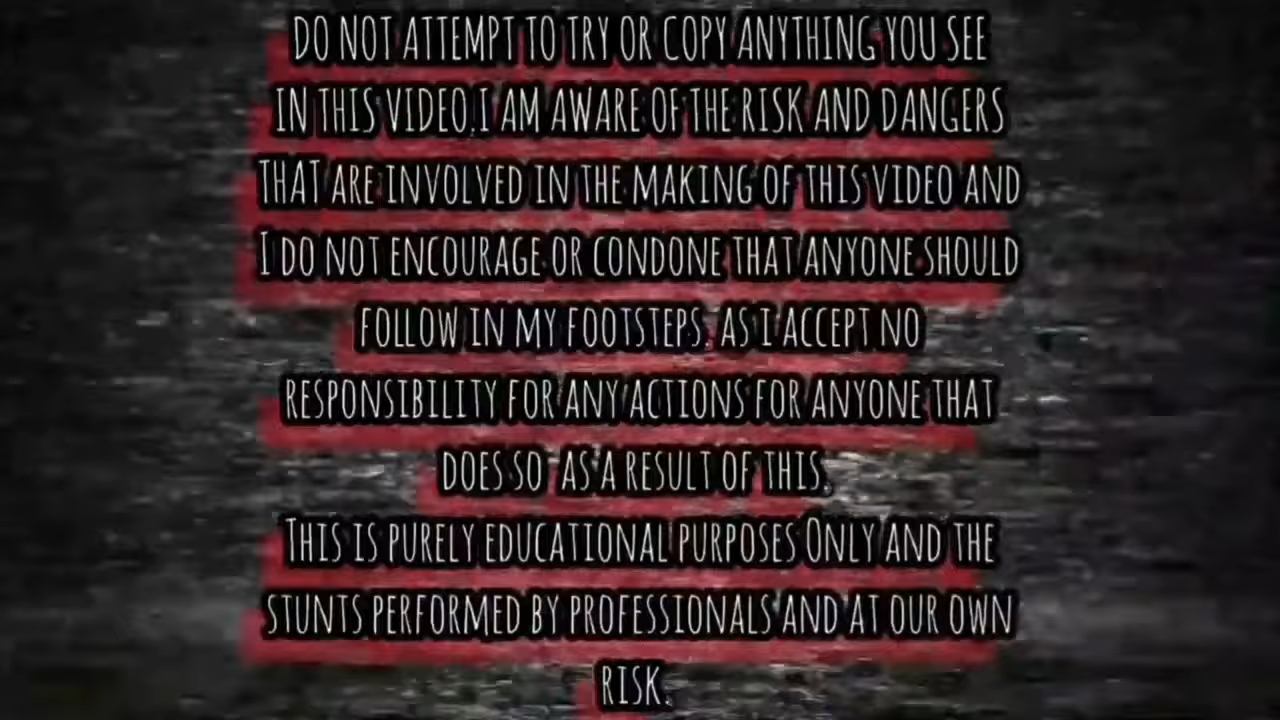 DO NOT ATTEMPT TO TRY OR COPY ANYTHING YOU SEE
IN THIS VIDEO,I AM AWARE OF THE RISK AND DANGERS
THAT ARE INVOLVED IN THE MAKING OF THIS VIDEO AND
I DO NOT ENCOURAGE OR CONDONE THAT ANYONE SHOULD
FOLLOW IN MY FOOTSTEPS, AS I ACCEPT NO
RESPONSIBILITY FOR ANY ACTIONS FOR ANYONE THAT
DOES SO AS A RESULT OF THIS.
THIS IS PURELY EDUCATIONAL PURPOSES ONLY AND THE
STUNTS PERFORMED BY PROFESSIONALS AND AT OUR OWN
RISK.